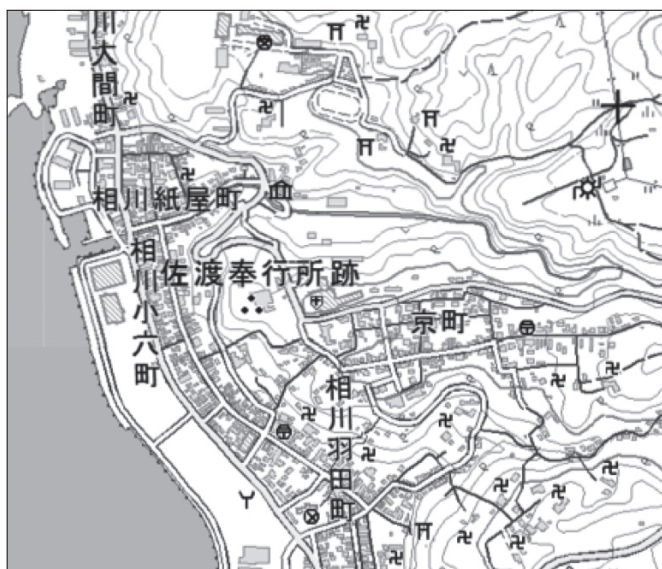 川大間町
相川紙屋町
佐渡奉行所跡
相川小六町
京町
相川羽田町